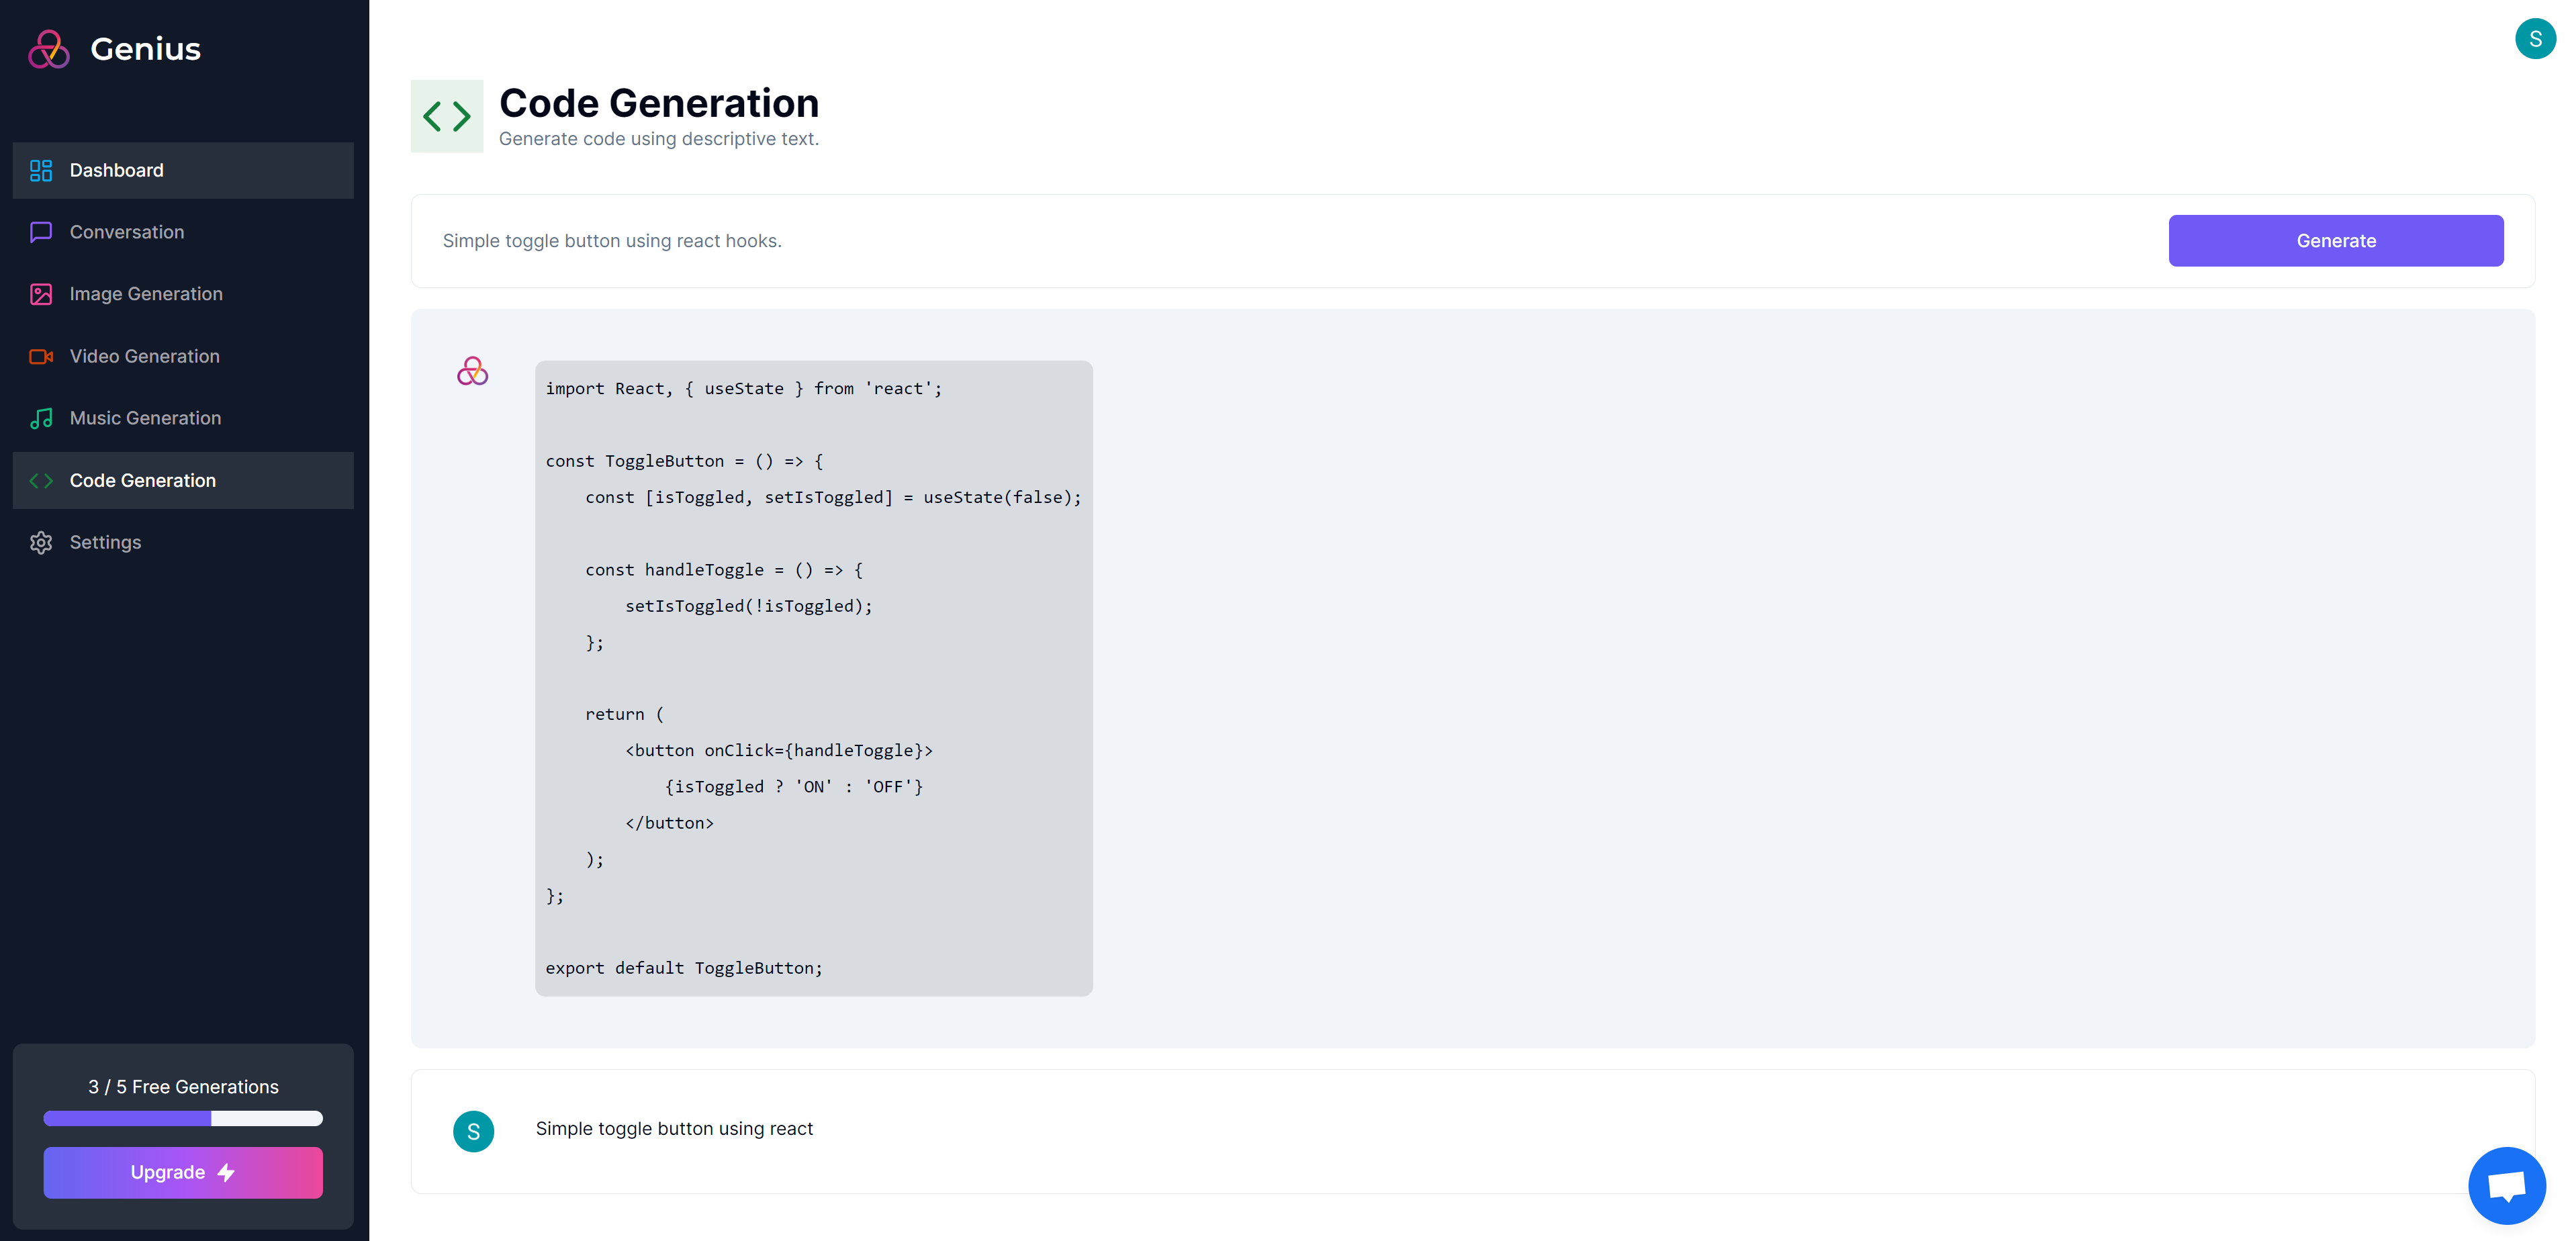 Genius
Dashboard
Conversation
Image Generation
Video Generation
Music Generation
Code Generation
Settings
3 / 5 Free Generations
Upgrade
S
Code Generation
Generate code using descriptive text.
Simple toggle button using react hooks.
Generate
import React, { useState } from 'react';

const ToggleButton = () => {
    const [isToggled, setIsToggled] = useState(false);

    const handleToggle = () => {
        setIsToggled(!isToggled);
    };

    return (
        <button onClick={handleToggle}>
            {isToggled ? 'ON' : 'OFF'}
        </button>
    );
};

export default ToggleButton;
S
Simple toggle button using react